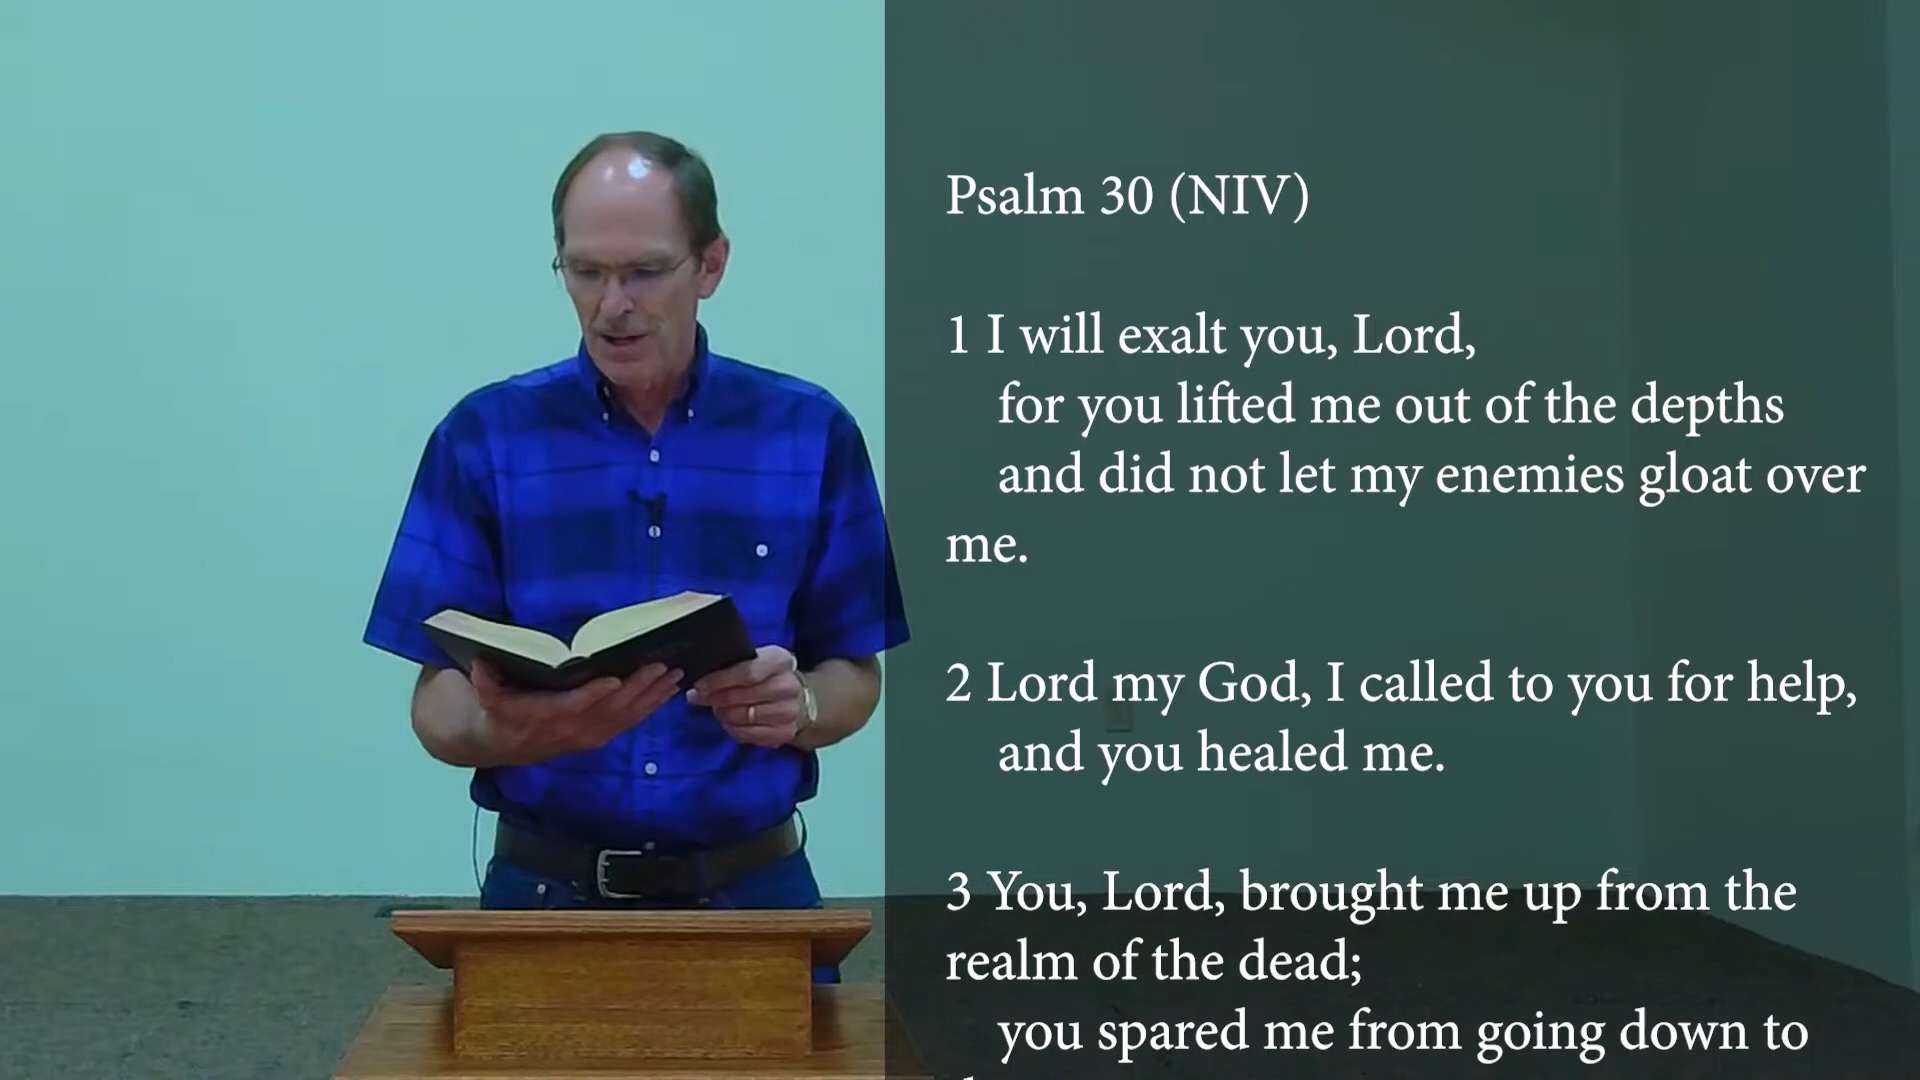 Psalm 30 (NIV)
1 I will exalt you, Lord,
for you lifted me out of the depths
and did not let my enemies gloat over
me.
2 Lord my God, I called to you for help,
and you healed me.
3 You, Lord, brought me up from the
realm of the dead;
you spared me from going down to